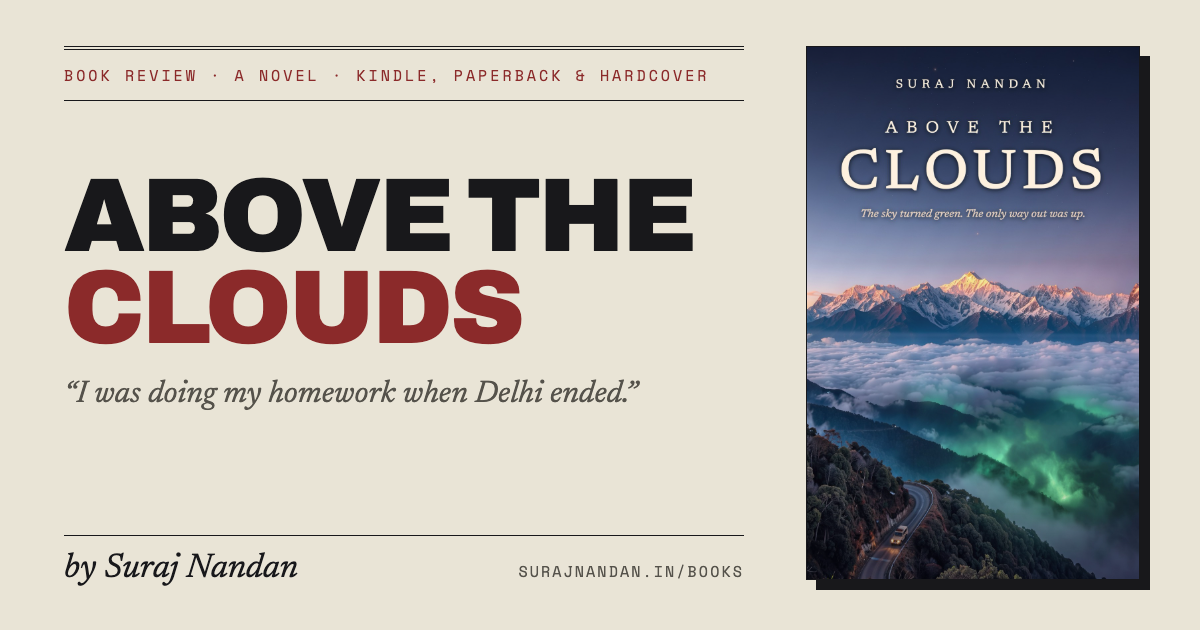 BOOK REVIEW · A NOVEL · KINDLE, PAPERBACK & HARDCOVER
ABOVE THE
CLOUDS
“I was doing my homework when Delhi ended.”
by Suraj Nandan
SURAJNANDAN.IN/BOOKS
SURAJ NANDAN
ABOVE THE
CLOUDS
The sky turned green. The only way out was up.